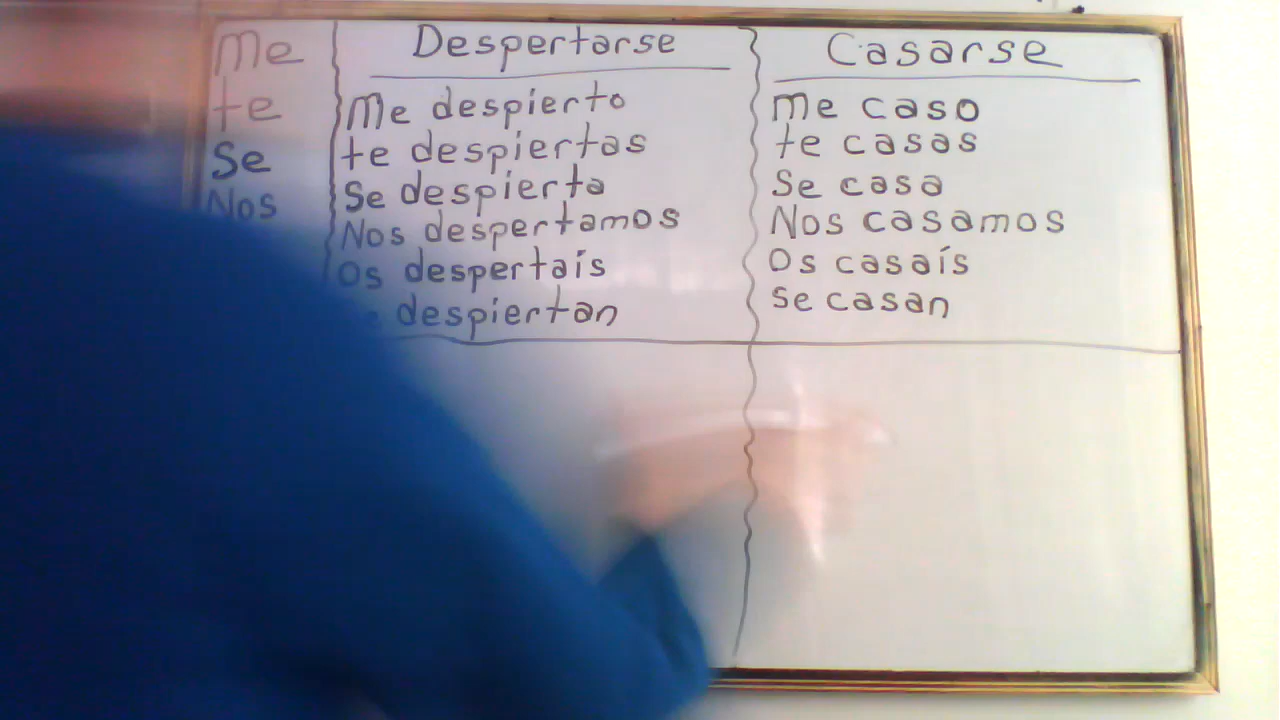 Me
te
Se
Nos
Despertarse
Me despierto
te despiertas
Se despierta
Nos despertamos
Os despertaís
despiertan
Casarse
me caso
te casas
Se casa
Nos casamos
Os casaís
se casan